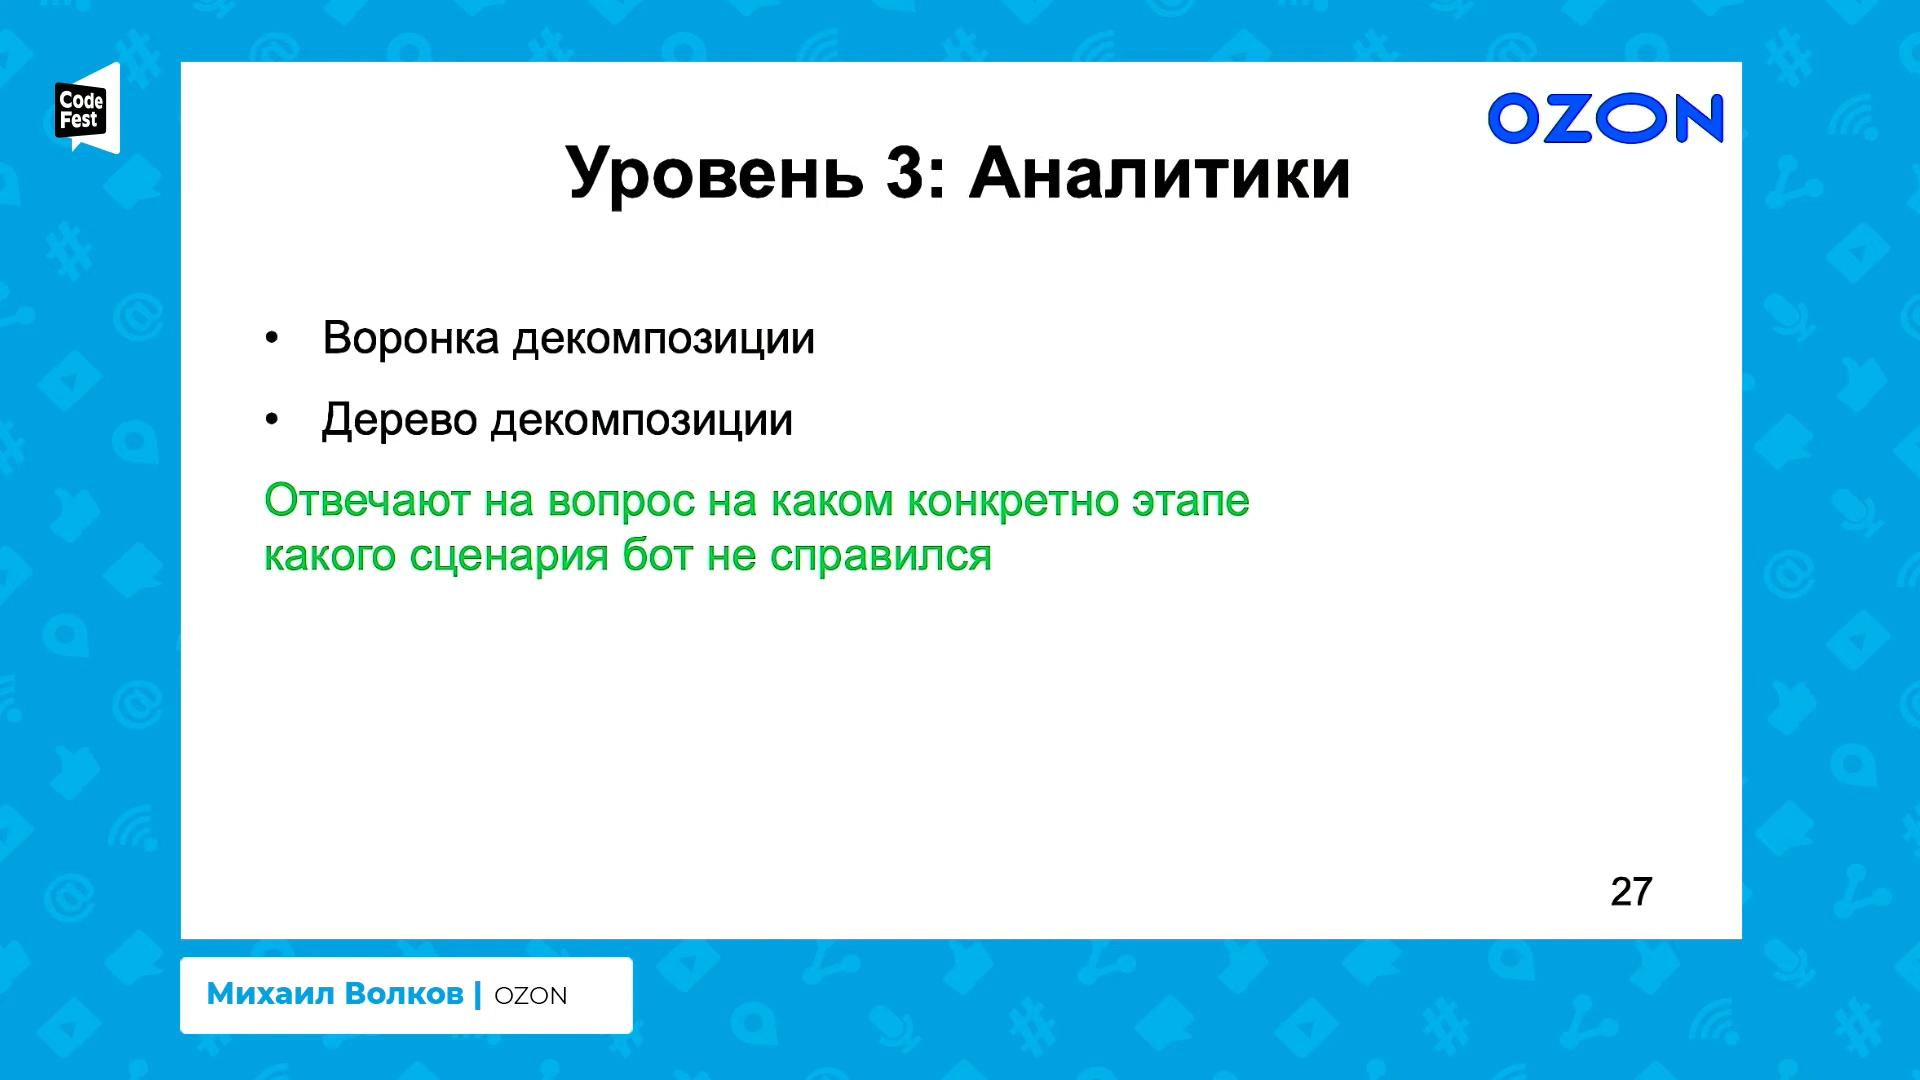 Code
Fest
OZON
Уровень 3: Аналитики
• Воронка декомпозиции
• Дерево декомпозиции
Отвечают на вопрос на каком конкретно этапе
какого сценария бот не справился
27
Михаил Волков | OZON